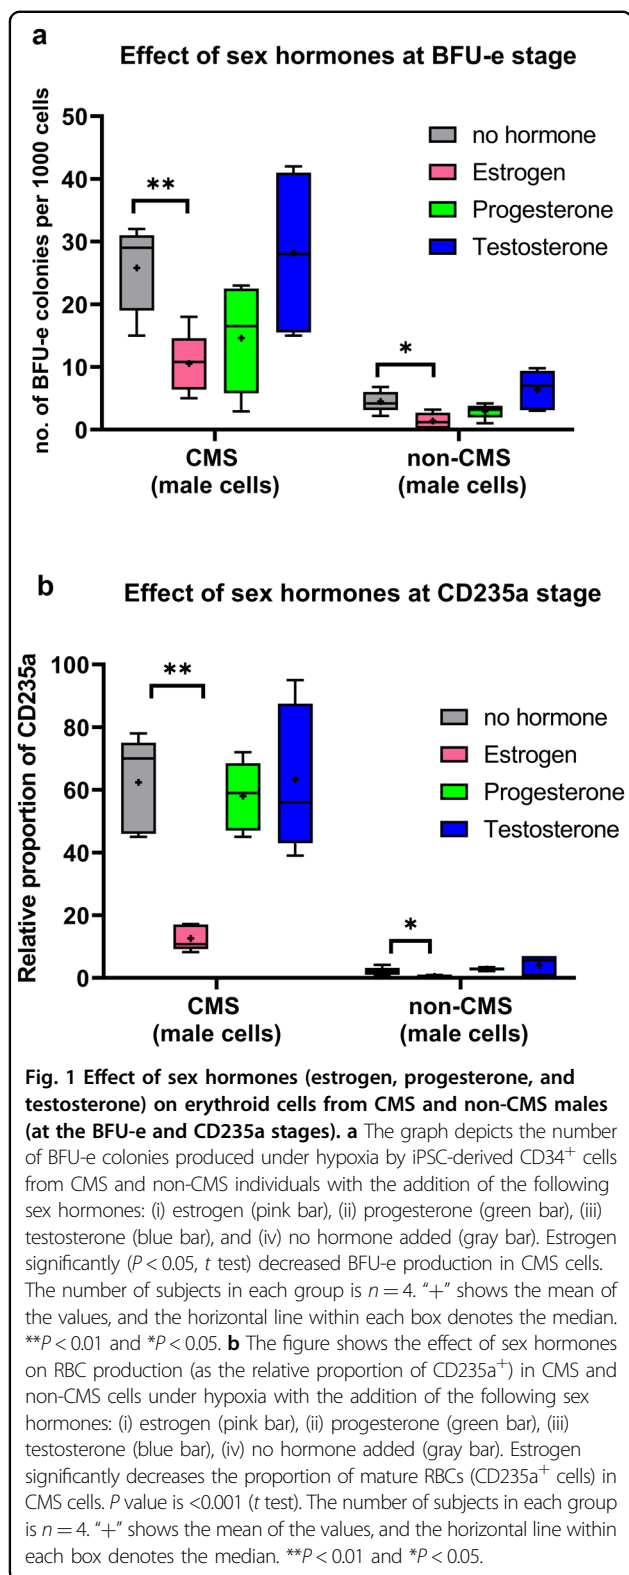 a
Effect of sex hormones at BFU-e stage
no. of BFU-e colonies per 1000 cells
50
40
30
20
10
0
**
*
no hormone
Estrogen
Progesterone
Testosterone
CMS
(male cells)
non-CMS
(male cells)
b
Effect of sex hormones at CD235a stage
Relative proportion of CD235a
100
80
60
40
20
0
**
*
no hormone
Estrogen
Progesterone
Testosterone
CMS
(male cells)
non-CMS
(male cells)
Fig. 1 Effect of sex hormones (estrogen, progesterone, and
testosterone) on erythroid cells from CMS and non-CMS males
(at the BFU-e and CD235a stages). a The graph depicts the number
of BFU-e colonies produced under hypoxia by iPSC-derived CD34⁺ cells
from CMS and non-CMS individuals with the addition of the following
sex hormones: (i) estrogen (pink bar), (ii) progesterone (green bar), (iii)
testosterone (blue bar), and (iv) no hormone added (gray bar). Estrogen
significantly (P < 0.05, t test) decreased BFU-e production in CMS cells.
The number of subjects in each group is n = 4. “+” shows the mean of
the values, and the horizontal line within each box denotes the median.
**P < 0.01 and *P < 0.05. b The figure shows the effect of sex hormones
on RBC production (as the relative proportion of CD235a⁺) in CMS and
non-CMS cells under hypoxia with the addition of the following sex
hormones: (i) estrogen (pink bar), (ii) progesterone (green bar), (iii)
testosterone (blue bar), (iv) no hormone added (gray bar). Estrogen
significantly decreases the proportion of mature RBCs (CD235a⁺ cells) in
CMS cells. P value is <0.001 (t test). The number of subjects in each group
is n = 4. “+” shows the mean of the values, and the horizontal line within
each box denotes the median. **P < 0.01 and *P < 0.05.